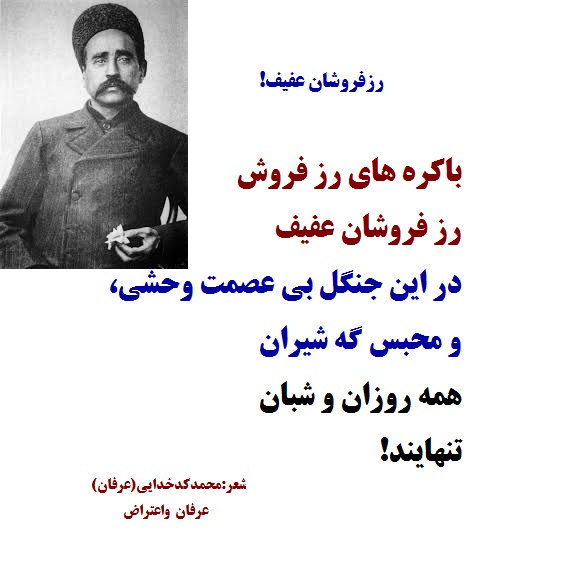 رزفروشان عفیف!
باکره های رز فروش
رز فروشان عفیف
در این جنگل بی عصمت وحشی،
و محبس گه شیران
همه روزان و شبان
تنهایند!
شعر:محمدکدخدایی(عرفان)
عرفان واعتراض